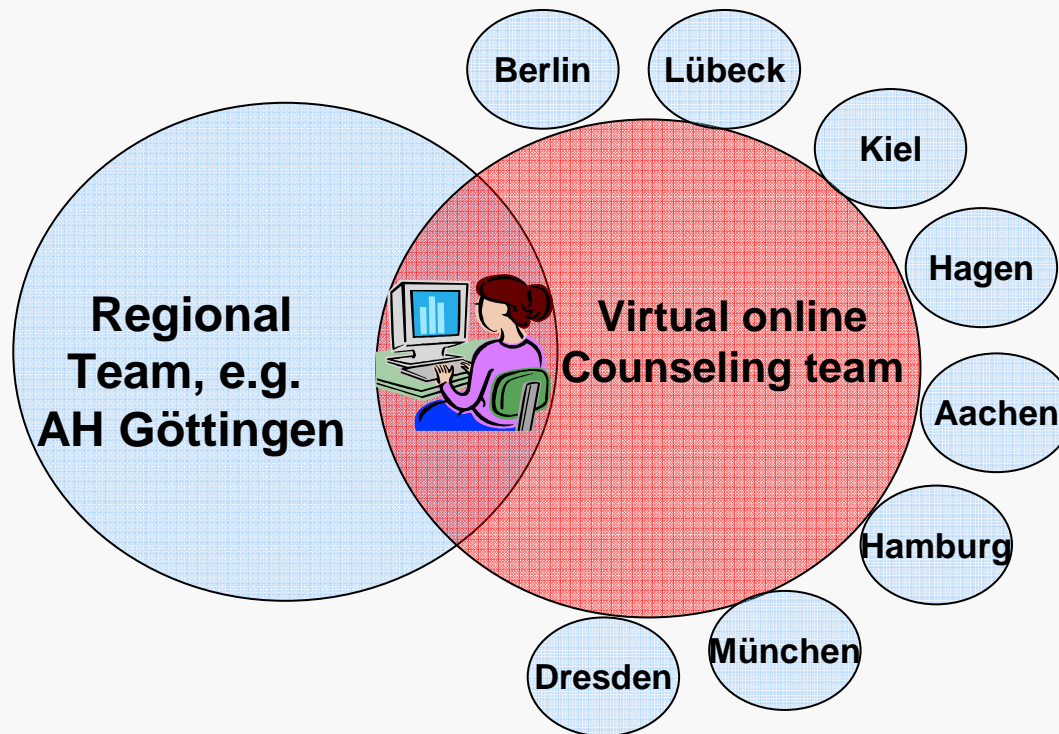 Berlin
Lübeck
Kiel
Hagen
Aachen
Hamburg
München
Dresden
Regional
Team, e.g.
AH Göttingen
Virtual online
Counseling team